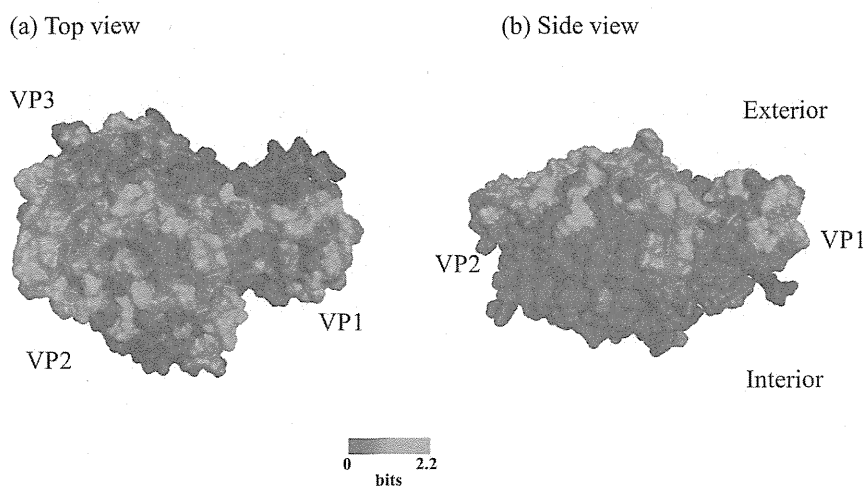 (a) Top view
(b) Side view
VP3
Exterior
VP2
VP1
VP1
VP2
Interior
0 2.2
bits